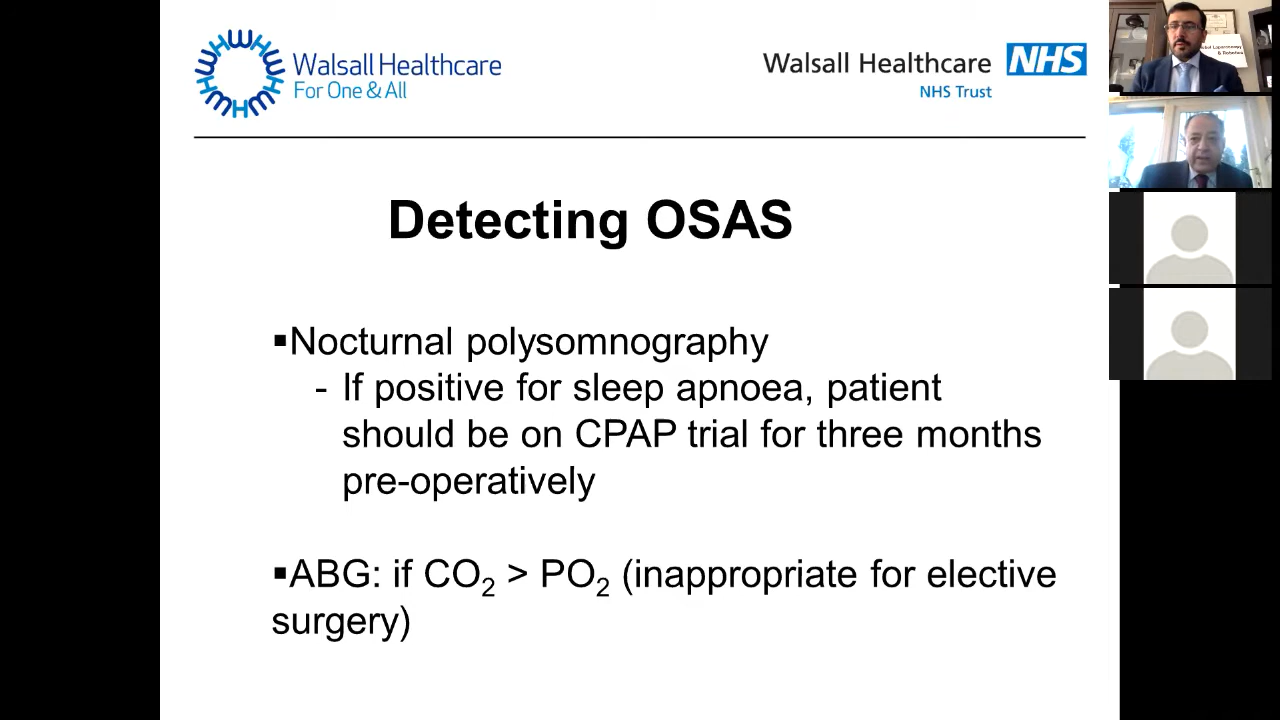 Walsall Healthcare
For One & All
Walsall Healthcare NHS
NHS Trust
Detecting OSAS
▪Nocturnal polysomnography
- If positive for sleep apnoea, patient
should be on CPAP trial for three months
pre-operatively
▪ABG: if CO₂ > PO₂ (inappropriate for elective
surgery)
Laparoscopy
& Robotics